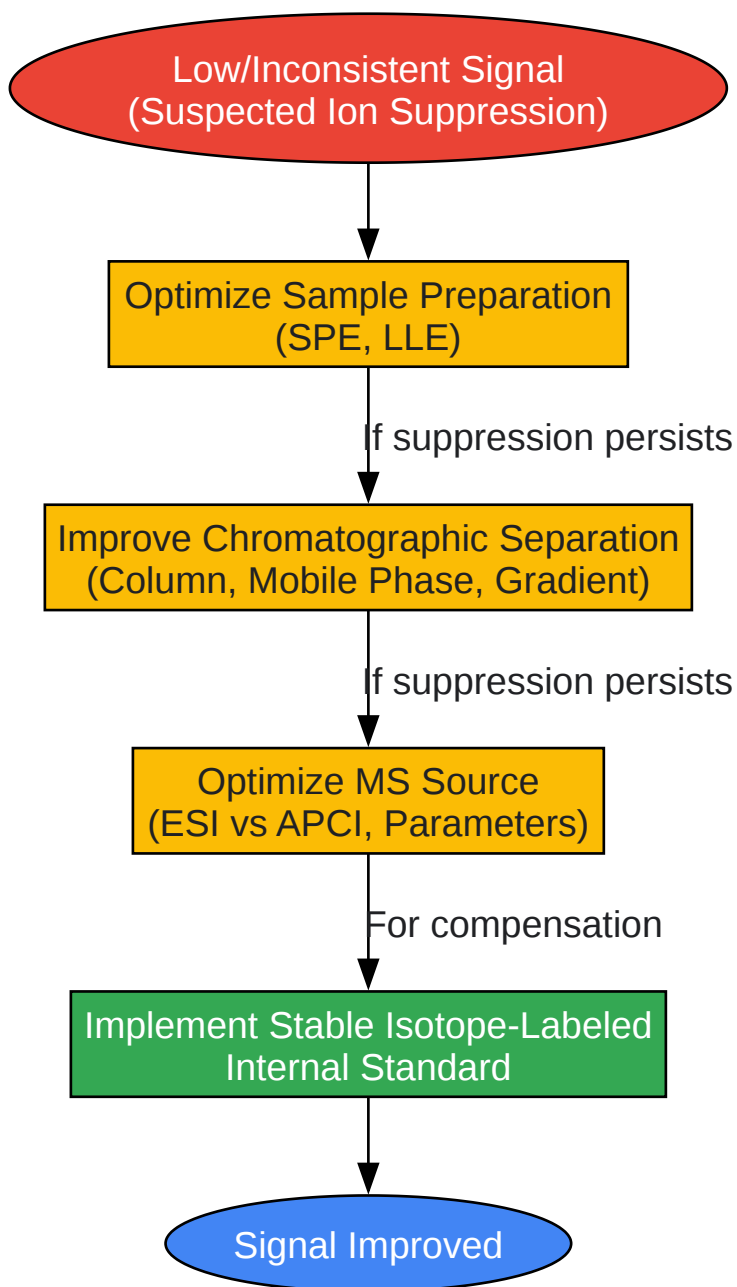 Low/Inconsistent Signal
(Suspected Ion Suppression)
Optimize Sample Preparation
(SPE, LLE)
If suppression persists
Improve Chromatographic Separation
(Column, Mobile Phase, Gradient)
If suppression persists
Optimize MS Source
(ESI vs APCI, Parameters)
For compensation
Implement Stable Isotope-Labeled
Internal Standard
Signal Improved